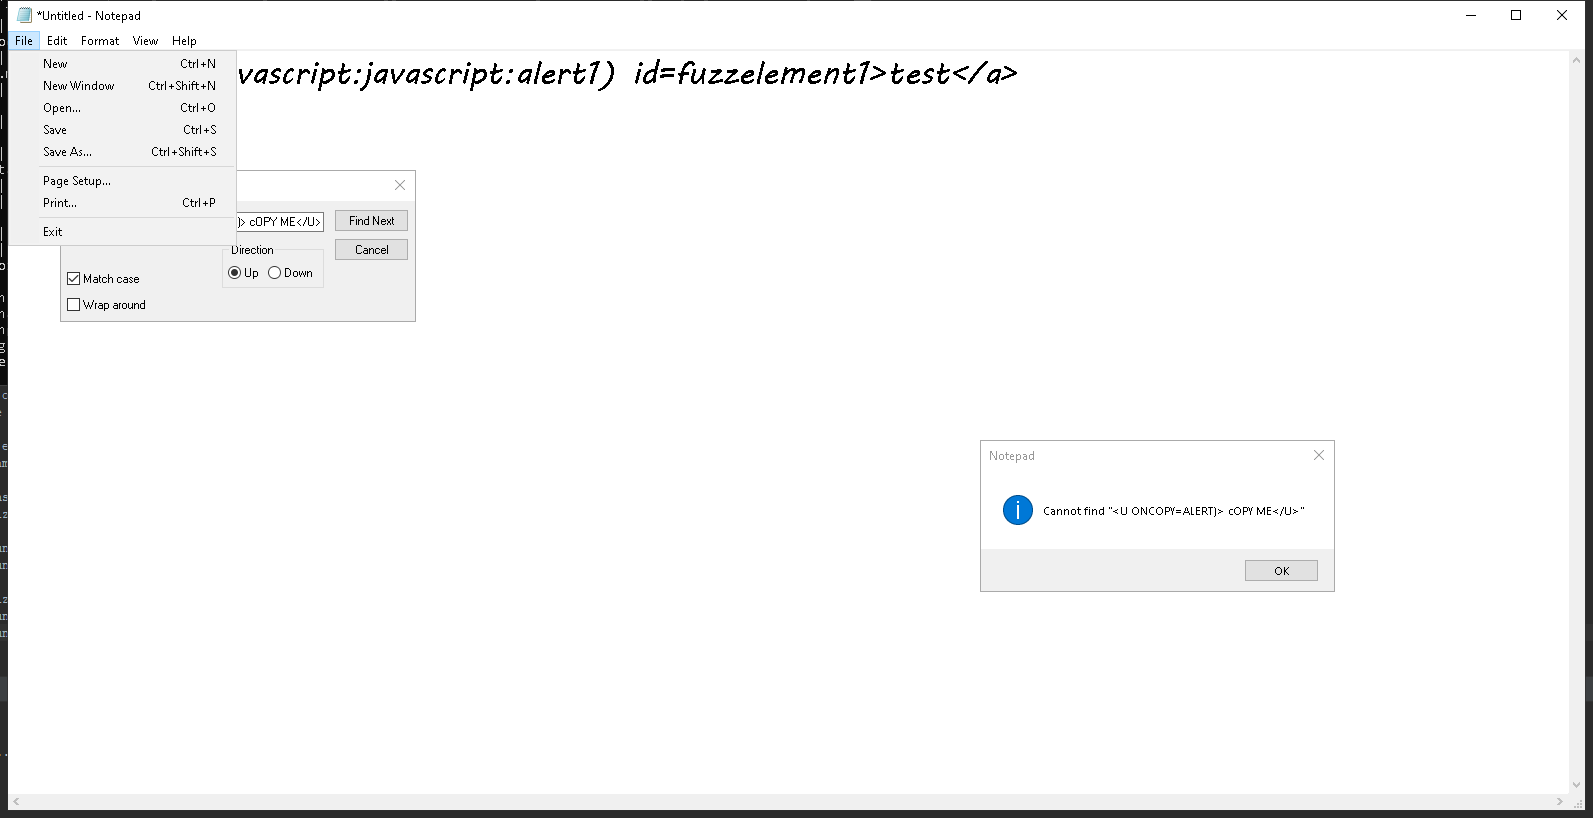 *Untitled - Notepad
File Edit Format View Help
New Ctrl+N
New Window Ctrl+Shift+N
Open... Ctrl+O
Save Ctrl+S
Save As... Ctrl+Shift+S
Page Setup... 
Print... Ctrl+P
Exit
vascript:javascript:alert1) id=fuzzelement1>test</a>
)> cOPY ME</U>
Find Next
Cancel
Direction
Up Down
Match case
Wrap around
Notepad
Cannot find "<U ONCOPY=ALERT)> cOPY ME</U>"
OK